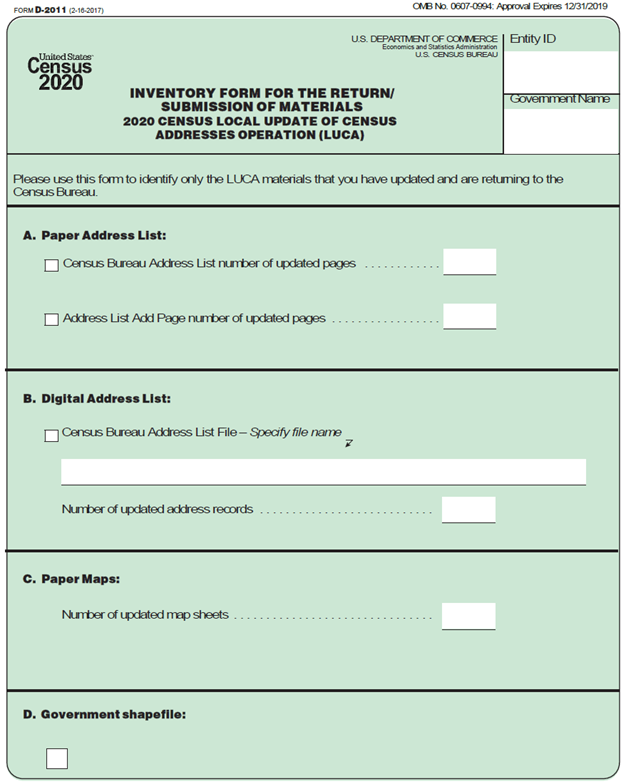 FORM D-2011 (2-16-2017)
OMB No. 0607-0994: Approval Expires 12/31/2019
U.S. DEPARTMENT OF COMMERCE
Economics and Statistics Administration
U.S. CENSUS BUREAU
Entity ID
United States®
Census
2020
INVENTORY FORM FOR THE RETURN/
SUBMISSION OF MATERIALS
2020 CENSUS LOCAL UPDATE OF CENSUS
ADDRESSES OPERATION (LUCA)
Government Name
Please use this form to identify only the LUCA materials that you have updated and are returning to the
Census Bureau.
A. Paper Address List:
Census Bureau Address List number of updated pages . . . . . . . . . . . .
Address List Add Page number of updated pages . . . . . . . . . . . . . . . . .
B. Digital Address List:
Census Bureau Address List File – Specify file name
Number of updated address records . . . . . . . . . . . . . . . . . . . . . . . . . . .
C. Paper Maps:
Number of updated map sheets . . . . . . . . . . . . . . . . . . . . . . . . . . . . . . .
D. Government shapefile: